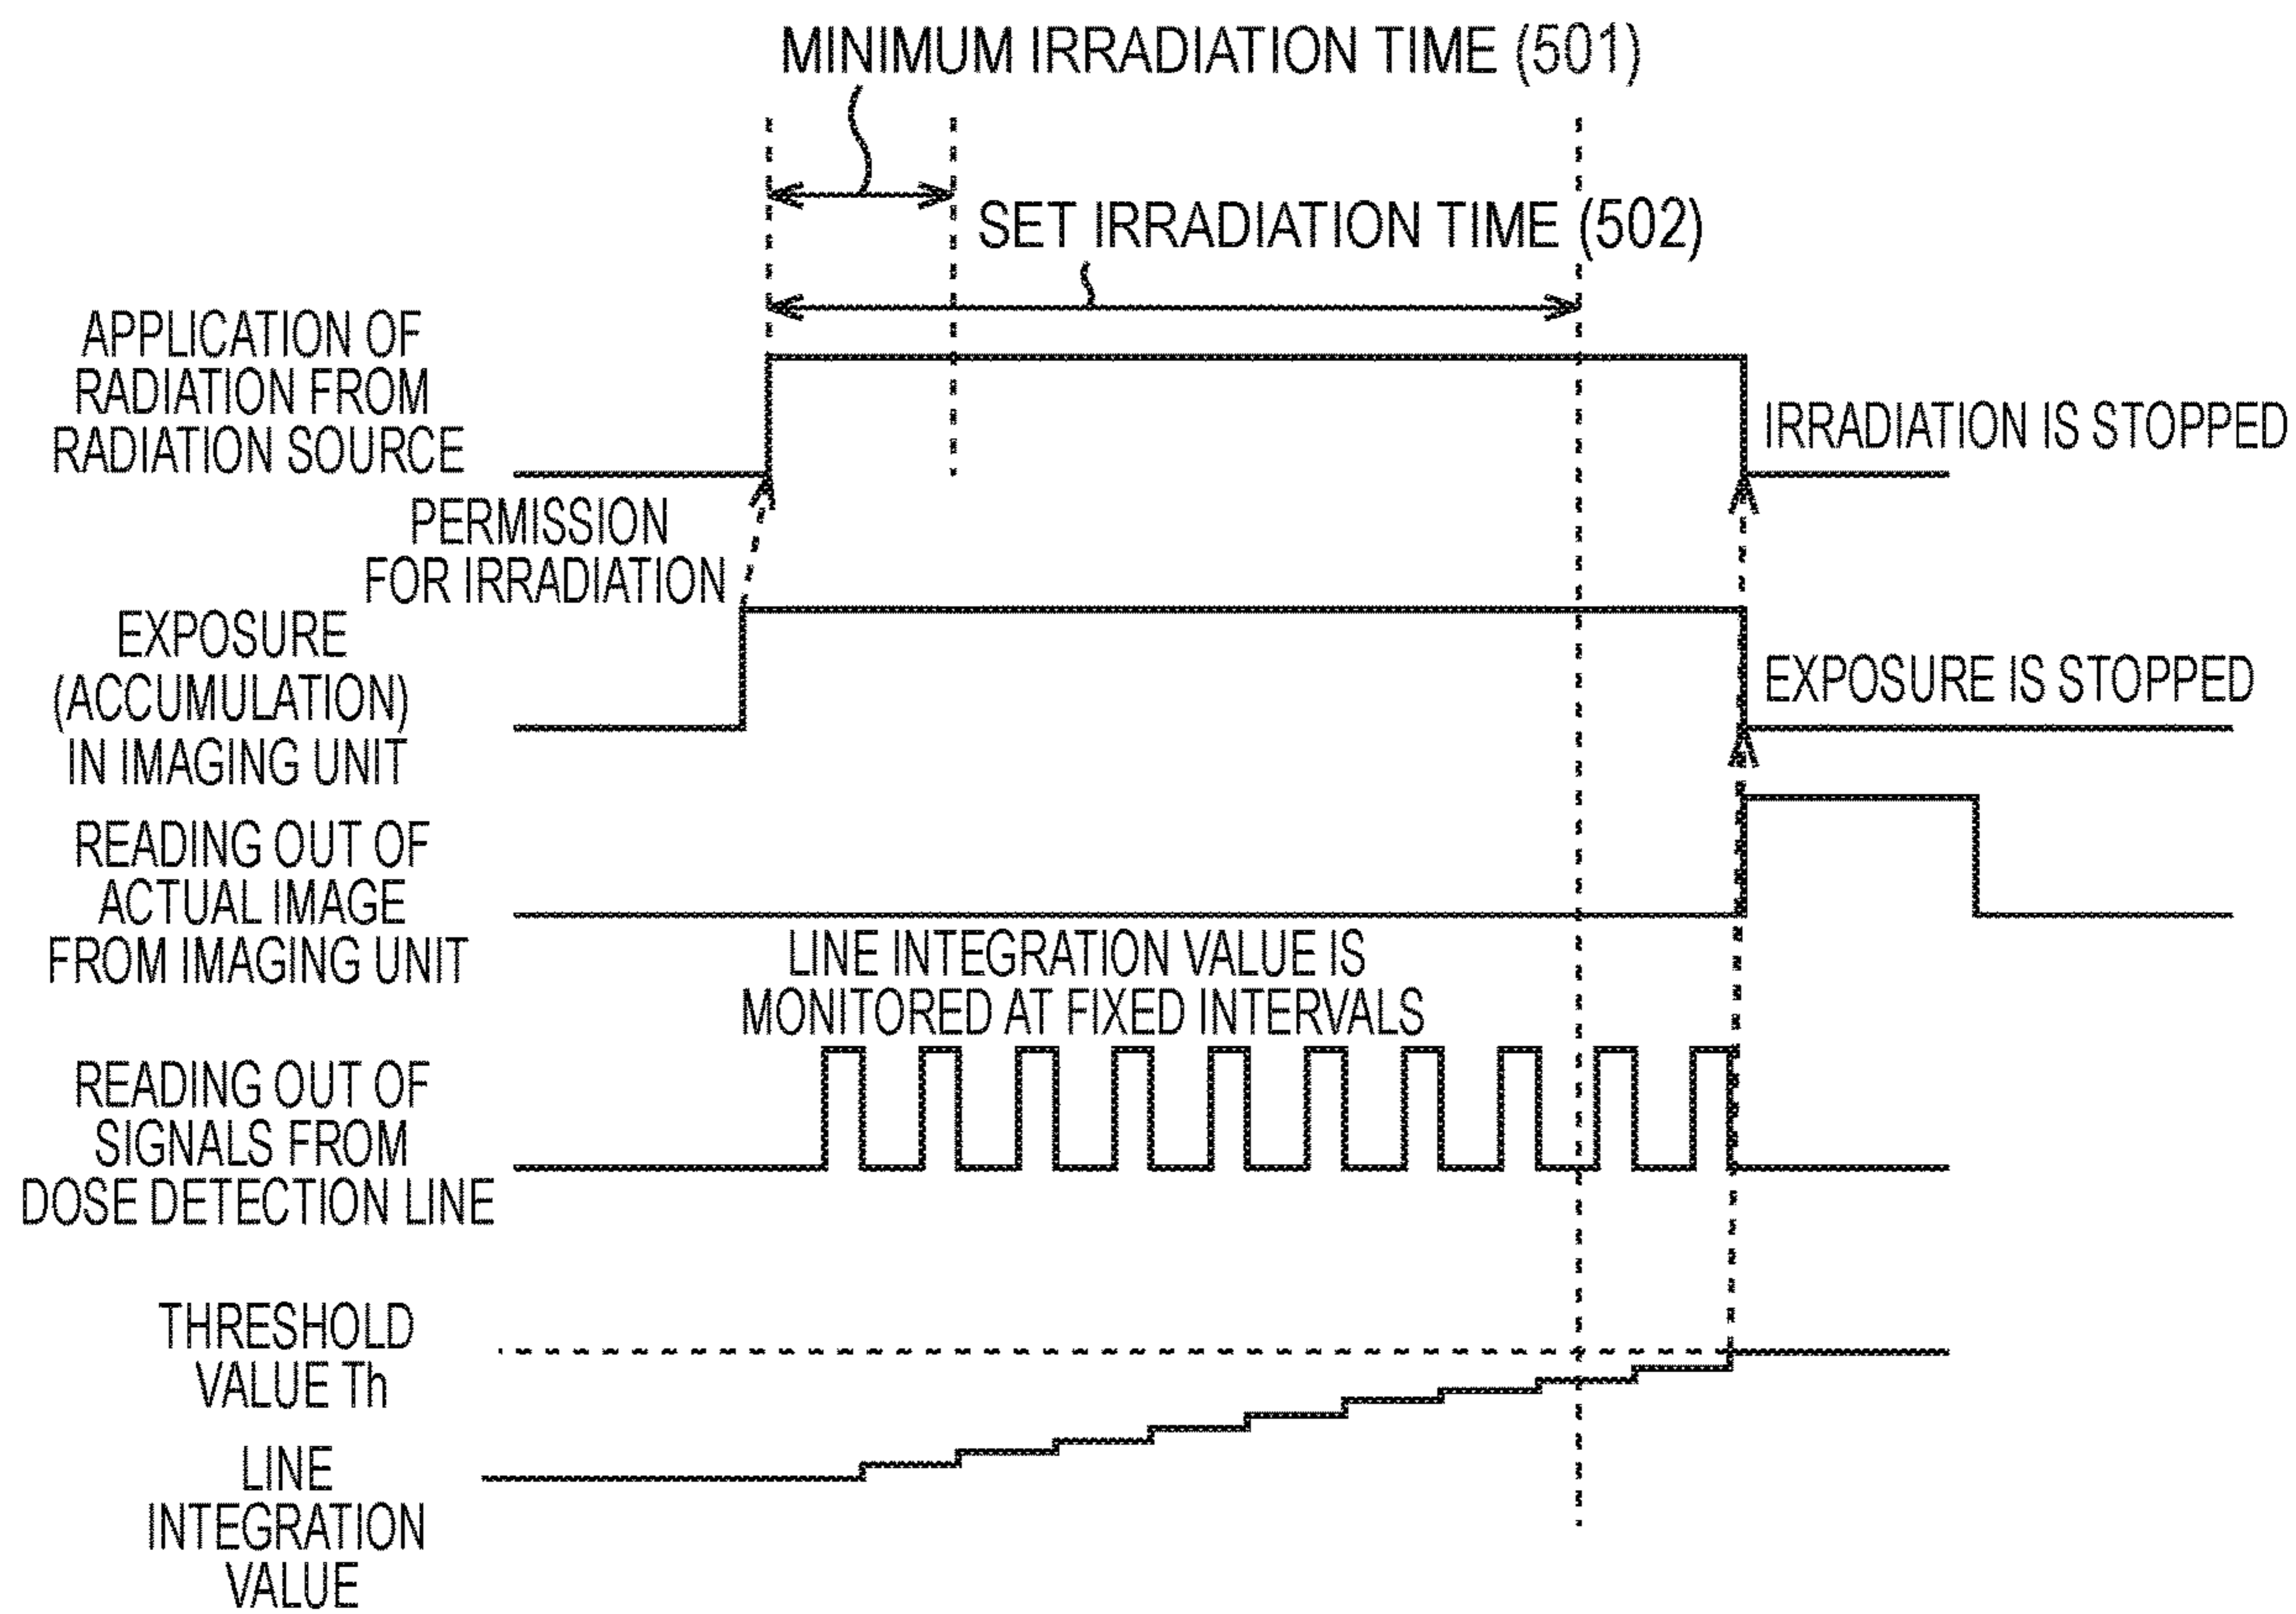 MINIMUM IRRADIATION TIME (501)
SET IRRADIATION TIME (502)
APPLICATION OF
RADIATION FROM
RADIATION SOURCE
IRRADIATION IS STOPPED
PERMISSION
FOR IRRADIATION
EXPOSURE
(ACCUMULATION)
IN IMAGING UNIT
EXPOSURE IS STOPPED
READING OUT OF
ACTUAL IMAGE
FROM IMAGING UNIT
LINE INTEGRATION VALUE IS
MONITORED AT FIXED INTERVALS
READING OUT OF
SIGNALS FROM
DOSE DETECTION LINE
THRESHOLD
VALUE Th
LINE
INTEGRATION
VALUE